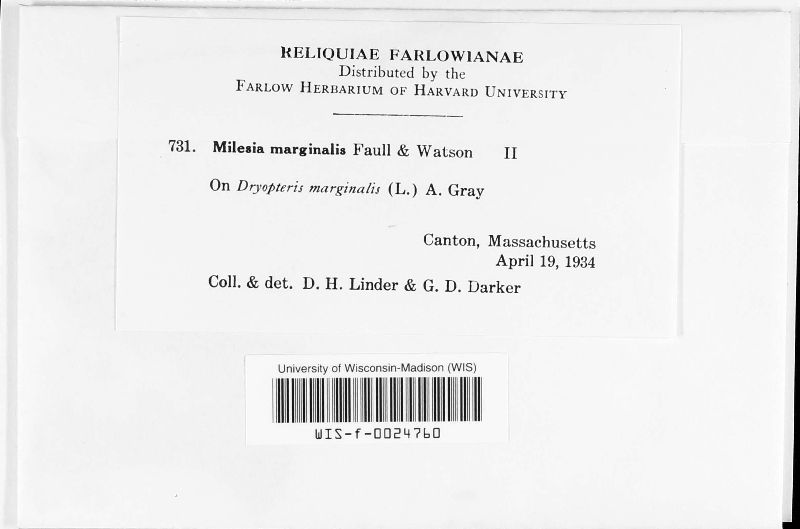 RELIQUIAE FARLOWIANAE
Distributed by the
FARLOW HERBARIUM OF HARVARD UNIVERSITY
731. Milesia marginalis Faull & Watson II
On Dryopteris marginalis (L.) A. Gray
Canton, Massachusetts
April 19, 1934
Coll. & det. D. H. Linder & G. D. Darker
University of Wisconsin-Madison (WIS)
WIS-f-0024760